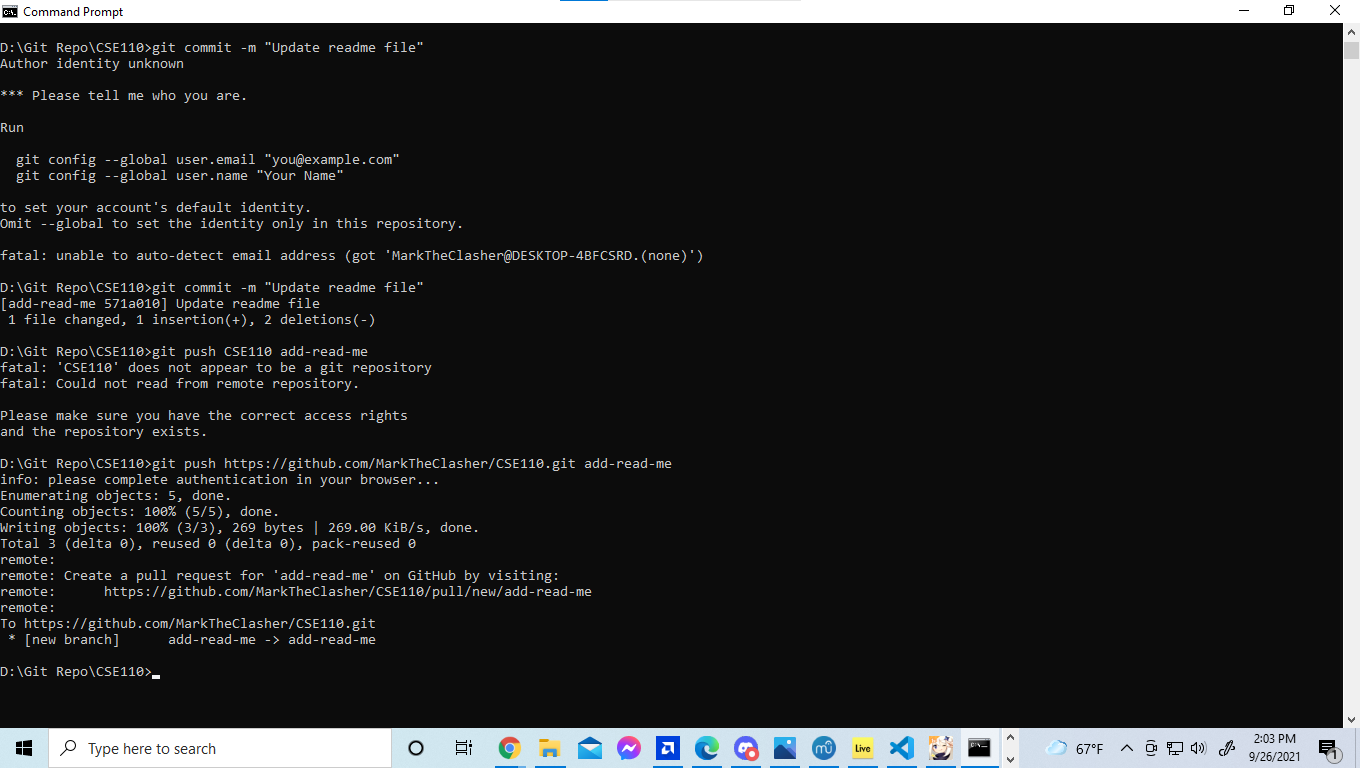 Command Prompt
D:\Git Repo\CSE110>git commit -m "Update readme file"
Author identity unknown
*** Please tell me who you are.
Run
  git config --global user.email "you@example.com"
  git config --global user.name "Your Name"
to set your account's default identity.
Omit --global to set the identity only in this repository.
fatal: unable to auto-detect email address (got 'MarkTheClasher@DESKTOP-4BFCSRD.(none)')
D:\Git Repo\CSE110>git commit -m "Update readme file"
[add-read-me 571a010] Update readme file
 1 file changed, 1 insertion(+), 2 deletions(-)
D:\Git Repo\CSE110>git push CSE110 add-read-me
fatal: 'CSE110' does not appear to be a git repository
fatal: Could not read from remote repository.
Please make sure you have the correct access rights
and the repository exists.
D:\Git Repo\CSE110>git push https://github.com/MarkTheClasher/CSE110.git add-read-me
info: please complete authentication in your browser...
Enumerating objects: 5, done.
Counting objects: 100% (5/5), done.
Writing objects: 100% (3/3), 269 bytes | 269.00 KiB/s, done.
Total 3 (delta 0), reused 0 (delta 0), pack-reused 0
remote:
remote: Create a pull request for 'add-read-me' on GitHub by visiting:
remote:      https://github.com/MarkTheClasher/CSE110/pull/new/add-read-me
remote:
To https://github.com/MarkTheClasher/CSE110.git
 * [new branch]      add-read-me -> add-read-me
D:\Git Repo\CSE110>
Type here to search
Live
67°F
2:03 PM
9/26/2021
1